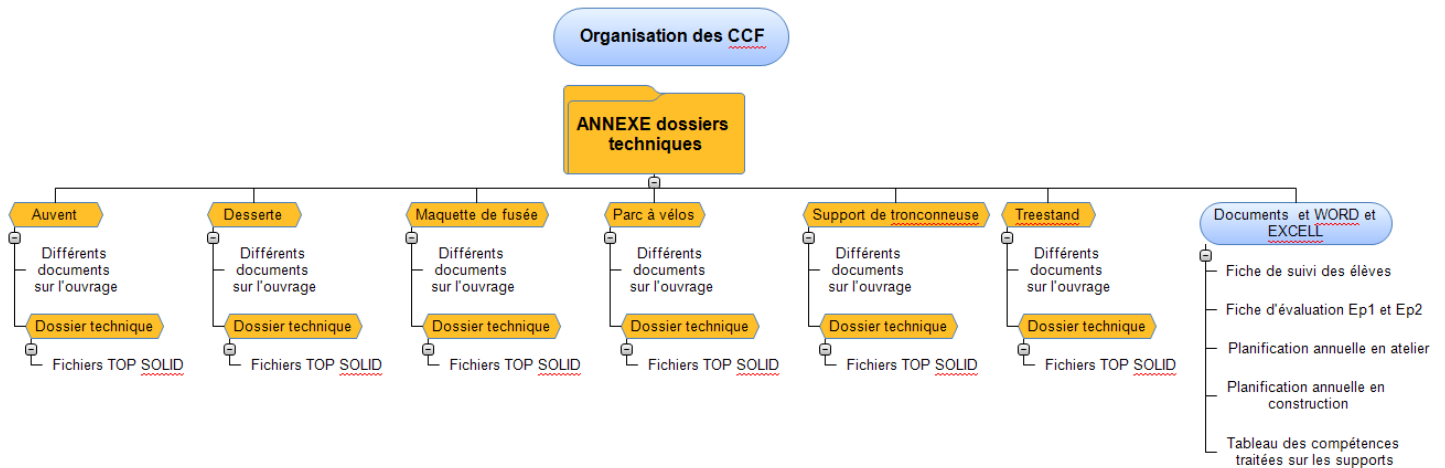 Organisation des CCF
ANNEXE dossiers
techniques
Auvent
Différents
documents
sur l'ouvrage
Dossier technique
Fichiers TOP SOLID
Desserte
Différents
documents
sur l'ouvrage
Dossier technique
Fichiers TOP SOLID
Maquette de fusée
Différents
documents
sur l'ouvrage
Dossier technique
Fichiers TOP SOLID
Parc à vélos
Différents
documents
sur l'ouvrage
Dossier technique
Fichiers TOP SOLID
Support de tronconneuse
Différents
documents
sur l'ouvrage
Dossier technique
Fichiers TOP SOLID
Treestand
Différents
documents
sur l'ouvrage
Dossier technique
Fichiers TOP SOLID
Documents et WORD et
EXCELL
Fiche de suivi des élèves
Fiche d'évaluation Ep1 et Ep2
Planification annuelle en atelier
Planification annuelle en
construction
Tableau des compétences
traitées sur les supports